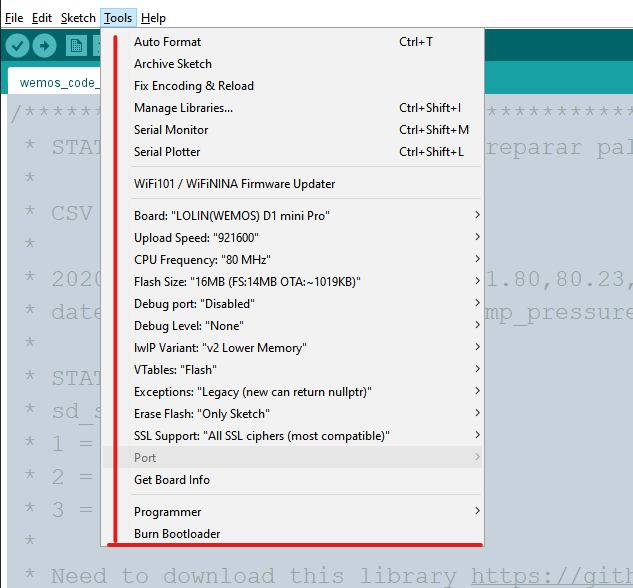 File Edit Sketch Tools Help
wemos_code_
Auto Format Ctrl+T
Archive Sketch
Fix Encoding & Reload
Manage Libraries... Ctrl+Shift+I
Serial Monitor Ctrl+Shift+M
Serial Plotter Ctrl+Shift+L
WiFi101 / WiFiNINA Firmware Updater
Board: "LOLIN(WEMOS) D1 mini Pro"
Upload Speed: "921600"
CPU Frequency: "80 MHz"
Flash Size: "16MB (FS:14MB OTA:~1019KB)"
Debug port: "Disabled"
Debug Level: "None"
lwIP Variant: "v2 Lower Memory"
VTables: "Flash"
Exceptions: "Legacy (new can return nullptr)"
Erase Flash: "Only Sketch"
SSL Support: "All SSL ciphers (most compatible)"
Port
Get Board Info
Programmer
Burn Bootloader
/****** ***********
* STAT reparar pal
*
* CSV
*
* 2020 1.80,80.23,
* date mp_pressure
*
* STAT
* sd_s
* 1 =
* 2 =
* 3 =
*
* Need to download this library https://gith